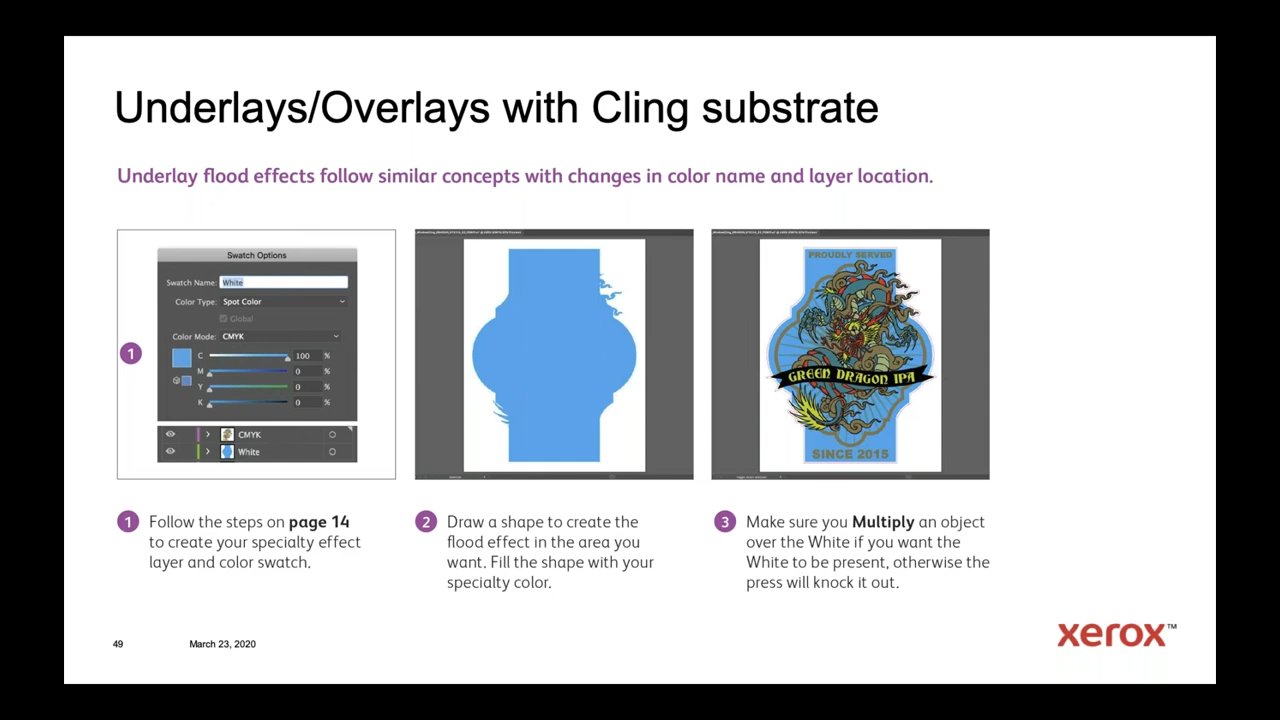 Underlays/Overlays with Cling substrate
Underlay flood effects follow similar concepts with changes in color name and layer location.
Swatch Options
Swatch Name: White
Color Type: Spot Color
Global
Color Mode: CMYK
C 100 %
M 0 %
Y 0 %
K 0 %
CMYK
White
1
PROUDLY SERVED
GREEN DRAGON IPA
SINCE 2015
1 Follow the steps on page 14
to create your specialty effect
layer and color swatch.
2 Draw a shape to create the
flood effect in the area you
want. Fill the shape with your
specialty color.
3 Make sure you Multiply an object
over the White if you want the
White to be present, otherwise the
press will knock it out.
49 March 23, 2020
xerox™